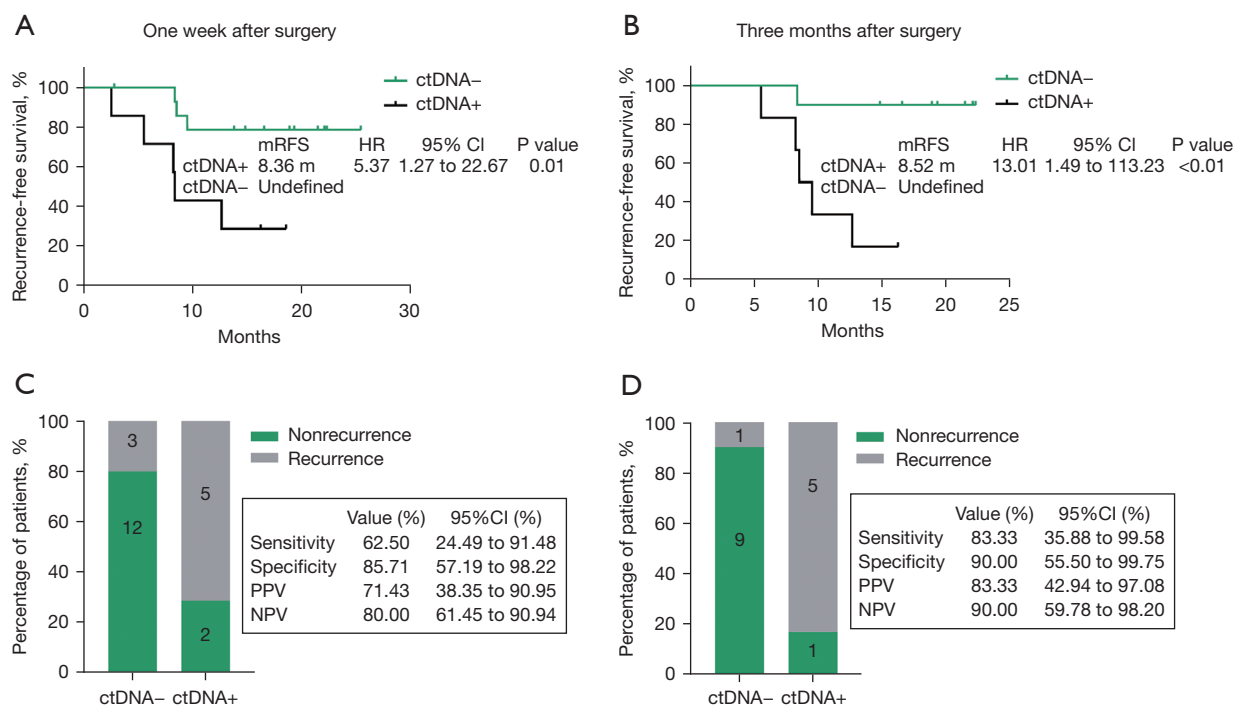 A
One week after surgery
Recurrence-free survival, %
100
80
60
40
20
0
0 10 20 30
Months
ctDNA–
ctDNA+
mRFS HR 95% CI P value
ctDNA+ 8.36 m 5.37 1.27 to 22.67 0.01
ctDNA– Undefined
B
Three months after surgery
Recurrence-free survival, %
100
80
60
40
20
0
0 5 10 15 20 25
Months
ctDNA–
ctDNA+
mRFS HR 95% CI P value
ctDNA+ 8.52 m 13.01 1.49 to 113.23 <0.01
ctDNA– Undefined
C
Percentage of patients, %
100
80
60
40
20
0
3
12
5
2
ctDNA– ctDNA+
Nonrecurrence
Recurrence
Value (%) 95%CI (%)
Sensitivity 62.50 24.49 to 91.48
Specificity 85.71 57.19 to 98.22
PPV 71.43 38.35 to 90.95
NPV 80.00 61.45 to 90.94
D
Percentage of patients, %
100
80
60
40
20
0
1
9
5
1
ctDNA– ctDNA+
Nonrecurrence
Recurrence
Value (%) 95%CI (%)
Sensitivity 83.33 35.88 to 99.58
Specificity 90.00 55.50 to 99.75
PPV 83.33 42.94 to 97.08
NPV 90.00 59.78 to 98.20